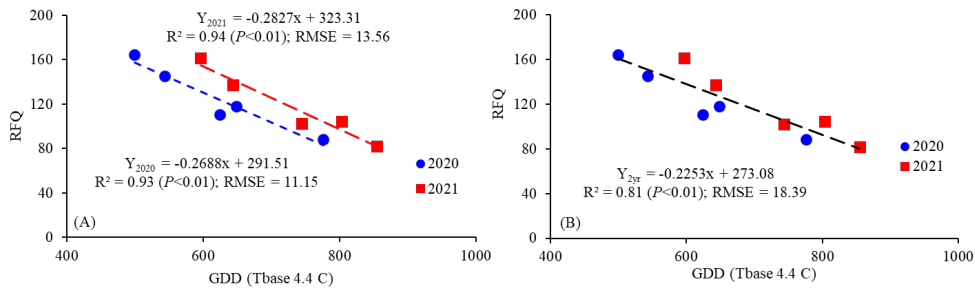 Y2021 = -0.2827x + 323.31
R² = 0.94 (P<0.01); RMSE = 13.56
200
160
120
80
40
0
RFQ
Y2020 = -0.2688x + 291.51
R² = 0.93 (P<0.01); RMSE = 11.15
2020
2021
(A)
400
600
800
1000
GDD (Tbase 4.4 C)
200
160
120
80
40
0
RFQ
2020
2021
Y2yr = -0.2253x + 273.08
R² = 0.81 (P<0.01); RMSE = 18.39
(B)
400
600
800
1000
GDD (Tbase 4.4 C)